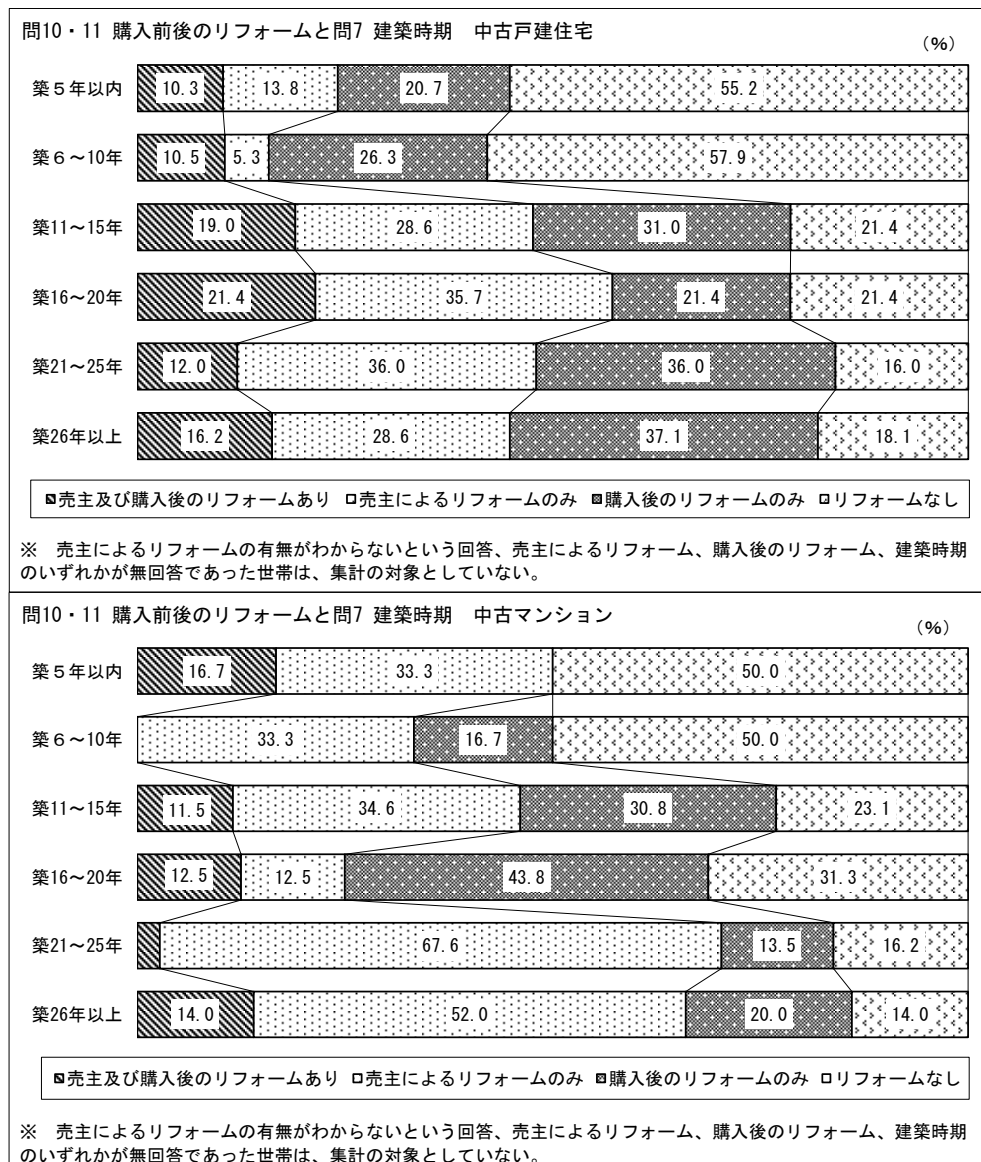 問10・11 購入前後のリフォームと問7 建築時期　中古戸建住宅
(%)
築５年以内 10.3 13.8 20.7 55.2
築６～10年 10.5 5.3 26.3 57.9
築11～15年 19.0 28.6 31.0 21.4
築16～20年 21.4 35.7 21.4 21.4
築21～25年 12.0 36.0 36.0 16.0
築26年以上 16.2 28.6 37.1 18.1
売主及び購入後のリフォームあり 売主によるリフォームのみ 購入後のリフォームのみ リフォームなし
※　売主によるリフォームの有無がわからないという回答、売主によるリフォーム、購入後のリフォーム、建築時期
のいずれかが無回答であった世帯は、集計の対象としていない。
問10・11 購入前後のリフォームと問7 建築時期　中古マンション
(%)
築５年以内 16.7 33.3 50.0
築６～10年 33.3 16.7 50.0
築11～15年 11.5 34.6 30.8 23.1
築16～20年 12.5 12.5 43.8 31.3
築21～25年 67.6 13.5 16.2
築26年以上 14.0 52.0 20.0 14.0
売主及び購入後のリフォームあり 売主によるリフォームのみ 購入後のリフォームのみ リフォームなし
※　売主によるリフォームの有無がわからないという回答、売主によるリフォーム、購入後のリフォーム、建築時期
のいずれかが無回答であった世帯は、集計の対象としていない。